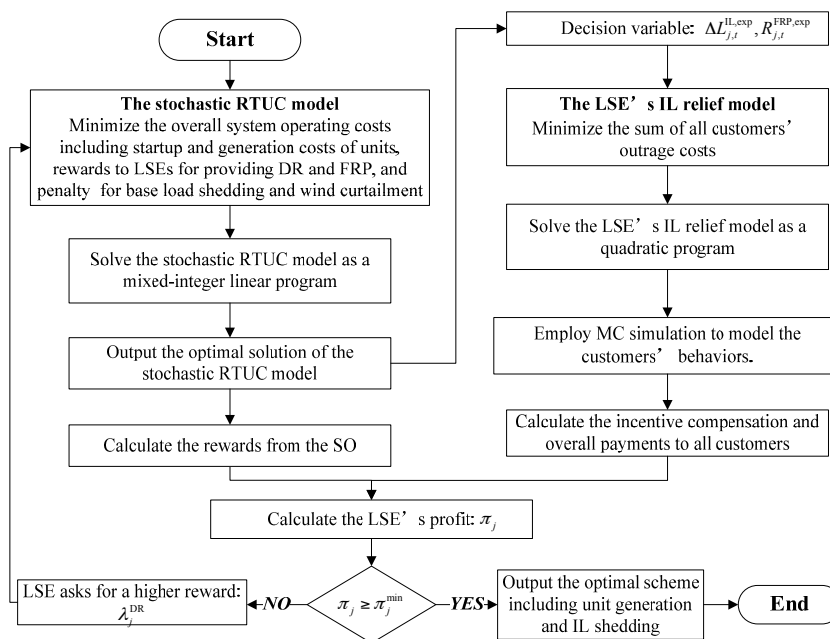 Start
The stochastic RTUC model
Minimize the overall system operating costs
including startup and generation costs of units,
rewards to LSEs for providing DR and FRP, and
penalty for base load shedding and wind curtailment
Solve the stochastic RTUC model as a
mixed-integer linear program
Output the optimal solution of the
stochastic RTUC model
Calculate the rewards from the SO
Decision variable: ΔL_{j,t}^{IL,exp}, R_{j,t}^{FRP,exp}
The LSE's IL relief model
Minimize the sum of all customers'
outrage costs
Solve the LSE's IL relief model as a
quadratic program
Employ MC simulation to model the
customers' behaviors.
Calculate the incentive compensation and
overall payments to all customers
Calculate the LSE's profit: π_j
π_j ≥ π_j^{min}
NO
LSE asks for a higher reward:
λ_j^{DR}
YES
Output the optimal scheme
including unit generation
and IL shedding
End